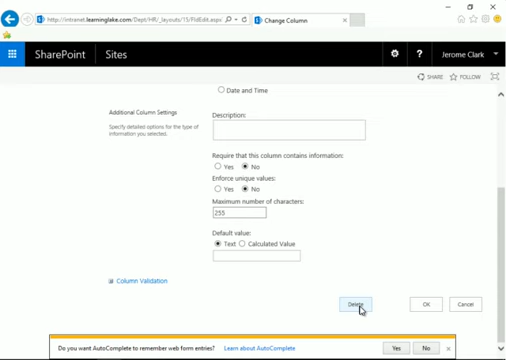 http://intranet.learninglake.com/Dept/HR/_layouts/15/FldEdit.aspx
Change Column
SharePoint Sites ? Jerome Clark
SHARE FOLLOW
Date and Time
Additional Column Settings
Specify detailed options for the type of
information you selected.
Description:
Require that this column contains information:
Yes No
Enforce unique values:
Yes No
Maximum number of characters:
255
Default value:
Text Calculated Value
Column Validation
Delete OK Cancel
Do you want AutoComplete to remember web form entries? Learn about AutoComplete Yes No